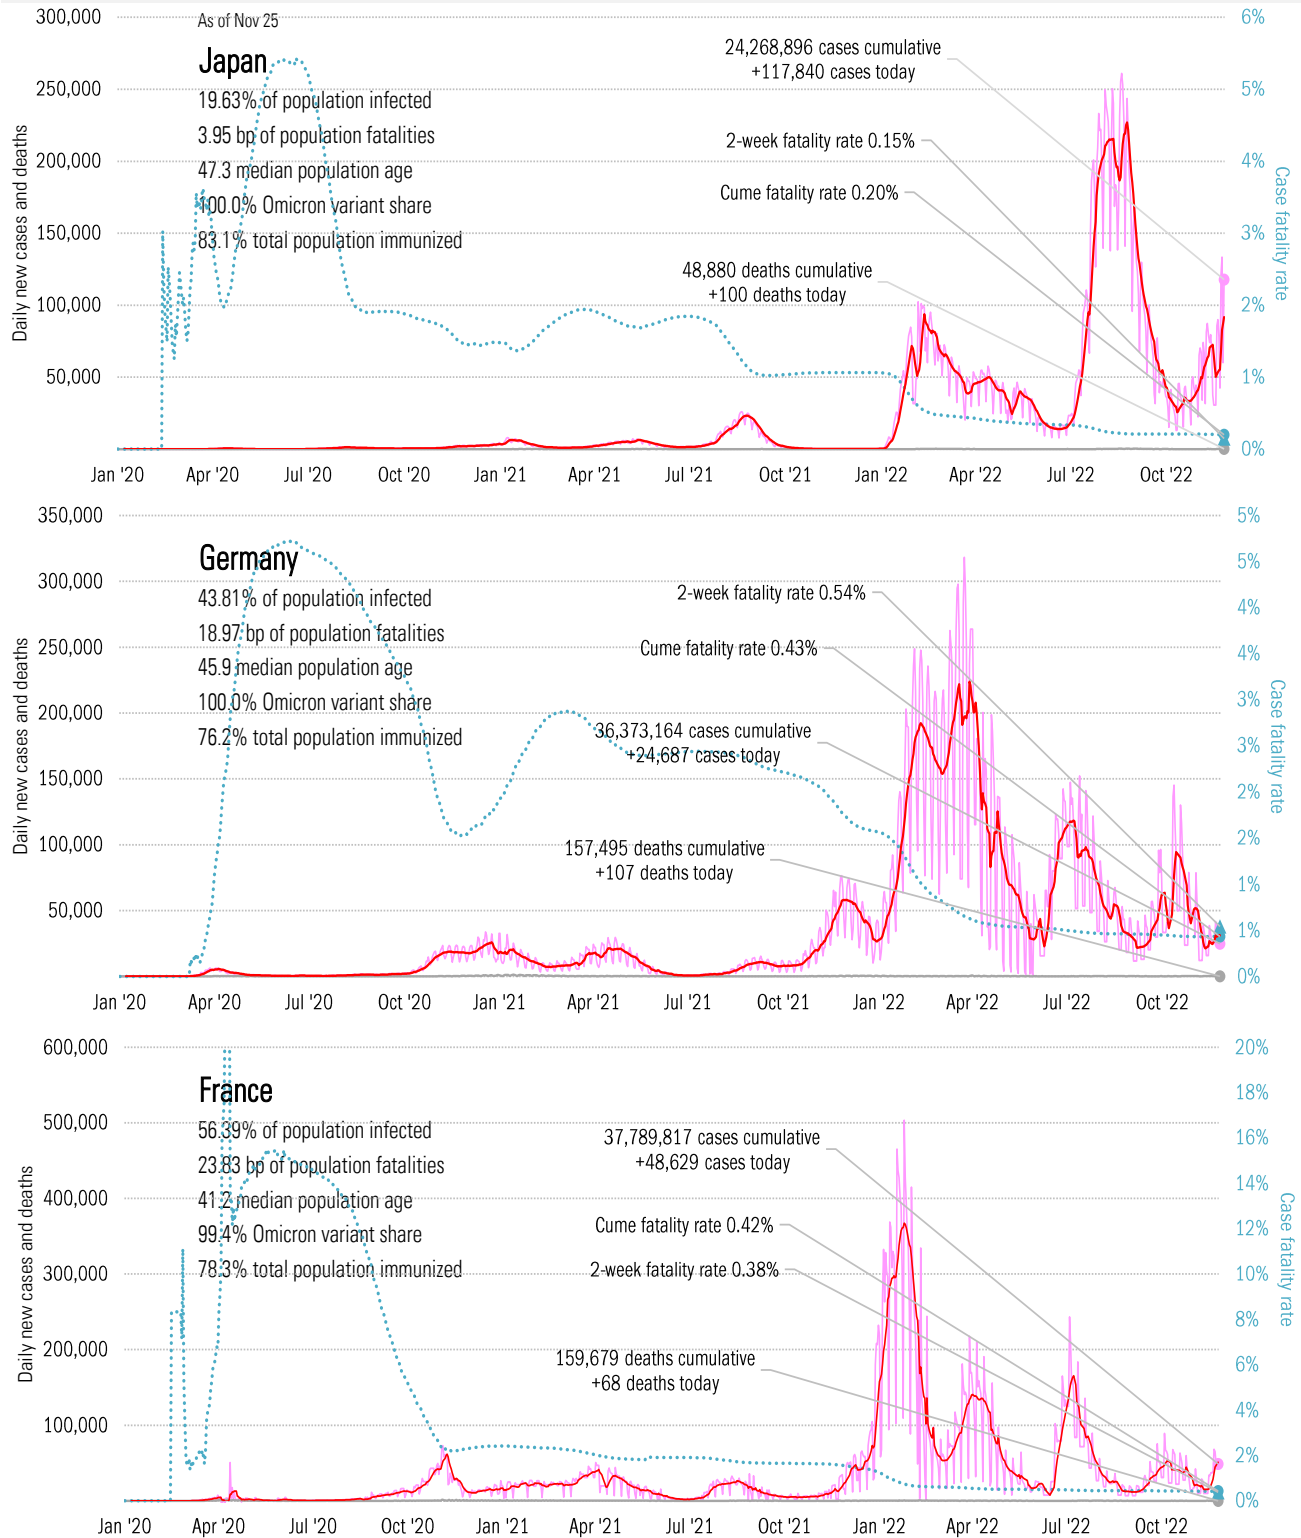 300,000
As of Nov 25
6%
Japan
24,268,896 cases cumulative
+117,840 cases today
250,000
5%
19.63% of population infected
3.95 bp of population fatalities
2-week fatality rate 0.15%
200,000
4%
47.3 median population age
Cume fatality rate 0.20%
100.0% Omicron variant share
150,000
3%
83.1% total population immunized
48,880 deaths cumulative
+100 deaths today
100,000
2%
50,000
1%
0%
Daily new cases and deaths
Case fatality rate
Jan '20 Apr '20 Jul '20 Oct '20 Jan '21 Apr '21 Jul '21 Oct '21 Jan '22 Apr '22 Jul '22 Oct '22
350,000
5%
Germany
5%
300,000
2-week fatality rate 0.54%
43.81% of population infected
4%
18.97 bp of population fatalities
250,000
Cume fatality rate 0.43%
4%
45.9 median population age
100.0% Omicron variant share
3%
200,000
36,373,164 cases cumulative
+24,687 cases today
76.2% total population immunized
3%
150,000
2%
100,000
2%
157,495 deaths cumulative
+107 deaths today
1%
50,000
1%
0%
Daily new cases and deaths
Case fatality rate
Jan '20 Apr '20 Jul '20 Oct '20 Jan '21 Apr '21 Jul '21 Oct '21 Jan '22 Apr '22 Jul '22 Oct '22
600,000
20%
France
18%
500,000
56.39% of population infected
37,789,817 cases cumulative
+48,629 cases today
16%
23.83 bp of population fatalities
14%
400,000
41.2 median population age
Cume fatality rate 0.42%
12%
99.4% Omicron variant share
2-week fatality rate 0.38%
300,000
10%
78.3% total population immunized
8%
200,000
159,679 deaths cumulative
+68 deaths today
6%
4%
100,000
2%
0%
Daily new cases and deaths
Case fatality rate
Jan '20 Apr '20 Jul '20 Oct '20 Jan '21 Apr '21 Jul '21 Oct '21 Jan '22 Apr '22 Jul '22 Oct '22